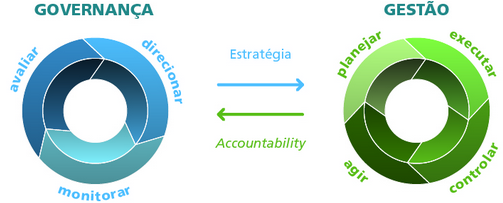 GOVERNANÇA
GESTÃO
avaliar
direcionar
monitorar
Estratégia
Accountability
planejar
executar
agir
controlar